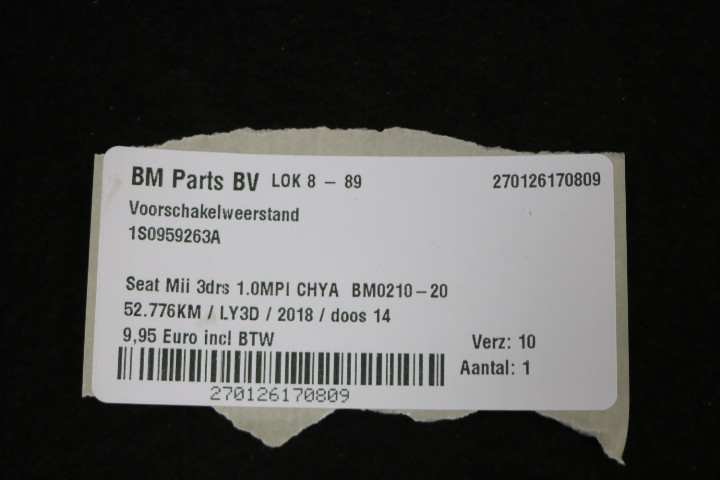 BM Parts BV LOK 8 - 89 270126170809
Voorschakelweerstand
1S0959263A
Seat Mii 3drs 1.0MPI CHYA BM0210-20
52.776KM / LY3D / 2018 / doos 14
9,95 Euro incl BTW Verz: 10
Aantal: 1
270126170809